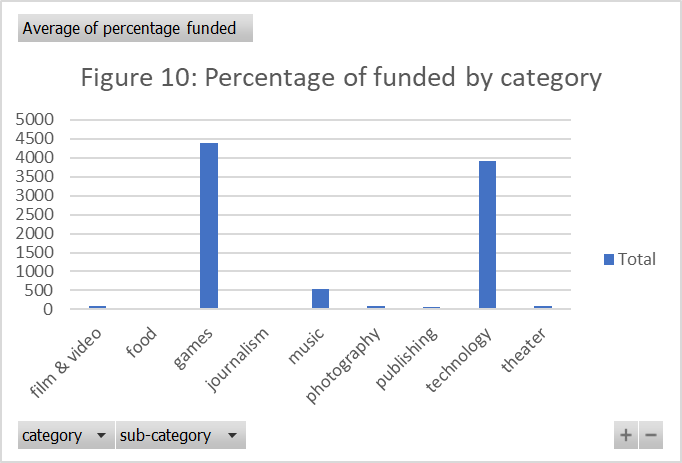 Average of percentage funded
Figure 10: Percentage of funded by category
5000
4500
4000
3500
3000
2500
2000
1500
1000
500
0
Total
film & video
food
games
journalism
music
photography
publishing
technology
theater
category
sub-category